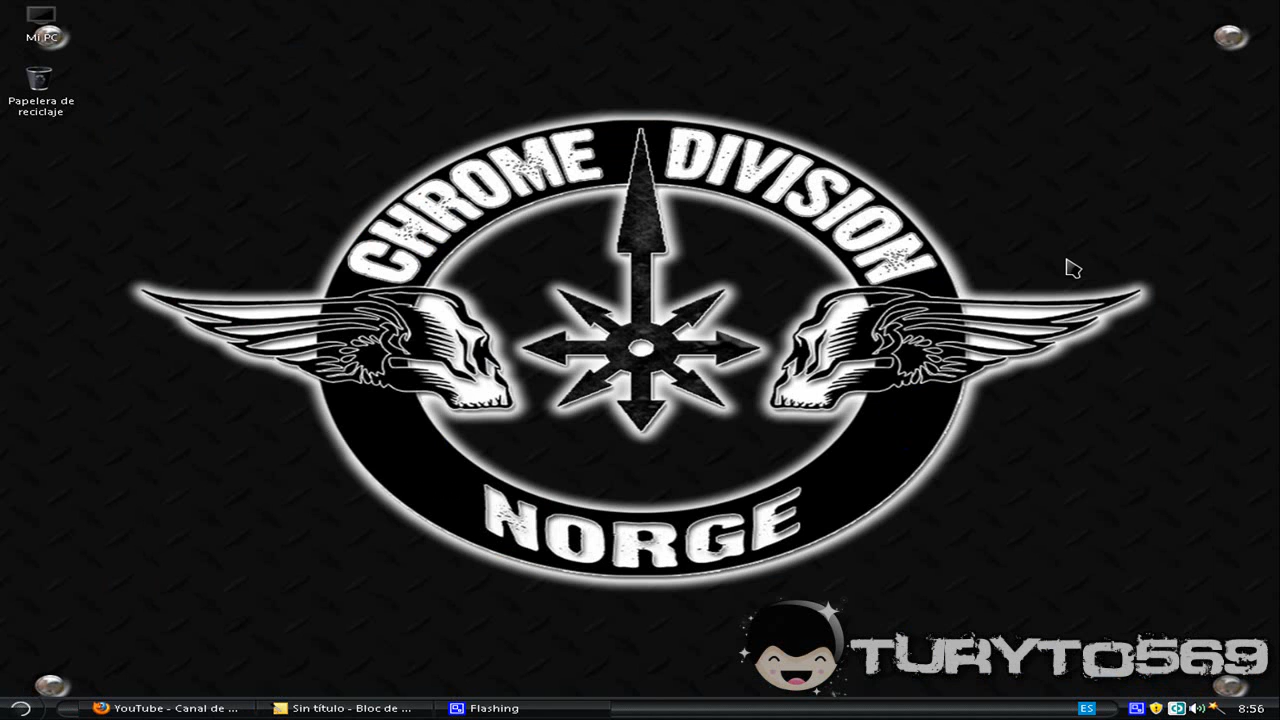 Mi PC
Papelera de
reciclaje
CHROME DIVISION
NORGE
TURYTO569
YouTube - Canal de ...
Sin título - Bloc de ...
Flashing
ES
8:56